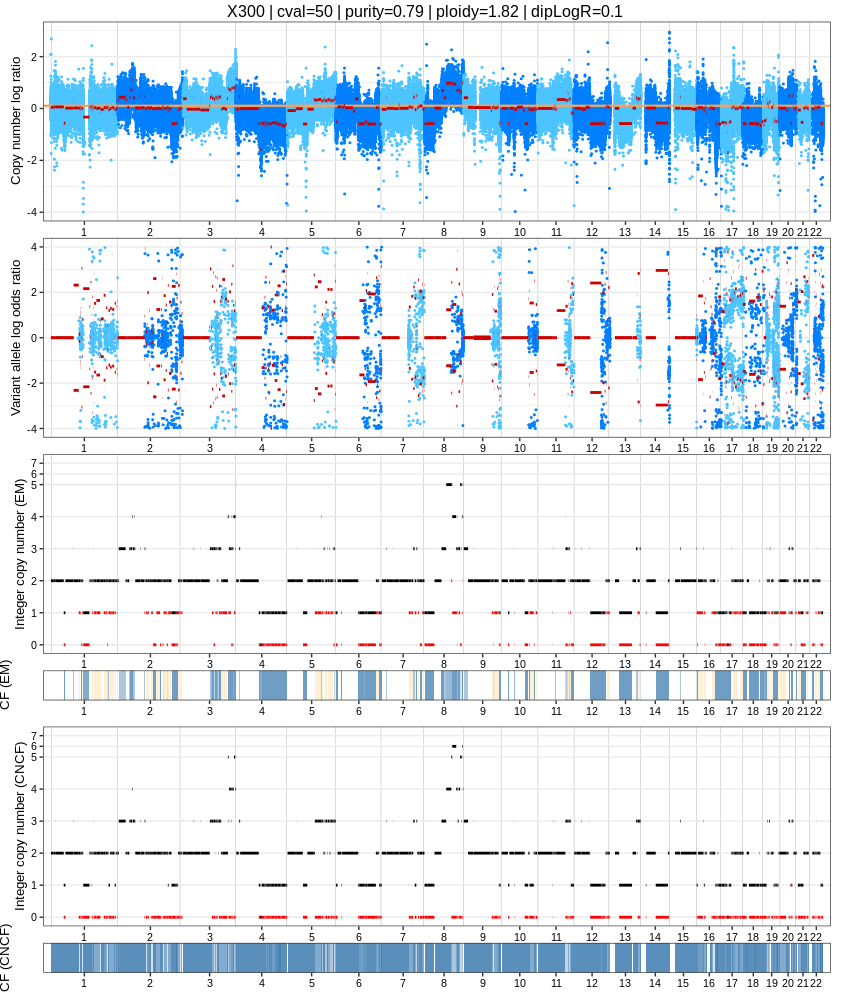 X300 | cval=50 | purity=0.79 | ploidy=1.82 | dipLogR=0.1
Copy number log ratio
2
0
-2
-4
1 2 3 4 5 6 7 8 9 10 11 12 13 14 15 16 17 18 19 20 21 22
Variant allele log odds ratio
4
2
0
-2
-4
1 2 3 4 5 6 7 8 9 10 11 12 13 14 15 16 17 18 19 20 21 22
Integer copy number (EM)
7
6
5
4
3
2
1
0
1 2 3 4 5 6 7 8 9 10 11 12 13 14 15 16 17 18 19 20 21 22
CF (EM)
1 2 3 4 5 6 7 8 9 10 11 12 13 14 15 16 17 18 19 20 21 22
Integer copy number (CNCF)
7
6
5
4
3
2
1
0
1 2 3 4 5 6 7 8 9 10 11 12 13 14 15 16 17 18 19 20 21 22
CF (CNCF)
1 2 3 4 5 6 7 8 9 10 11 12 13 14 15 16 17 18 19 20 21 22